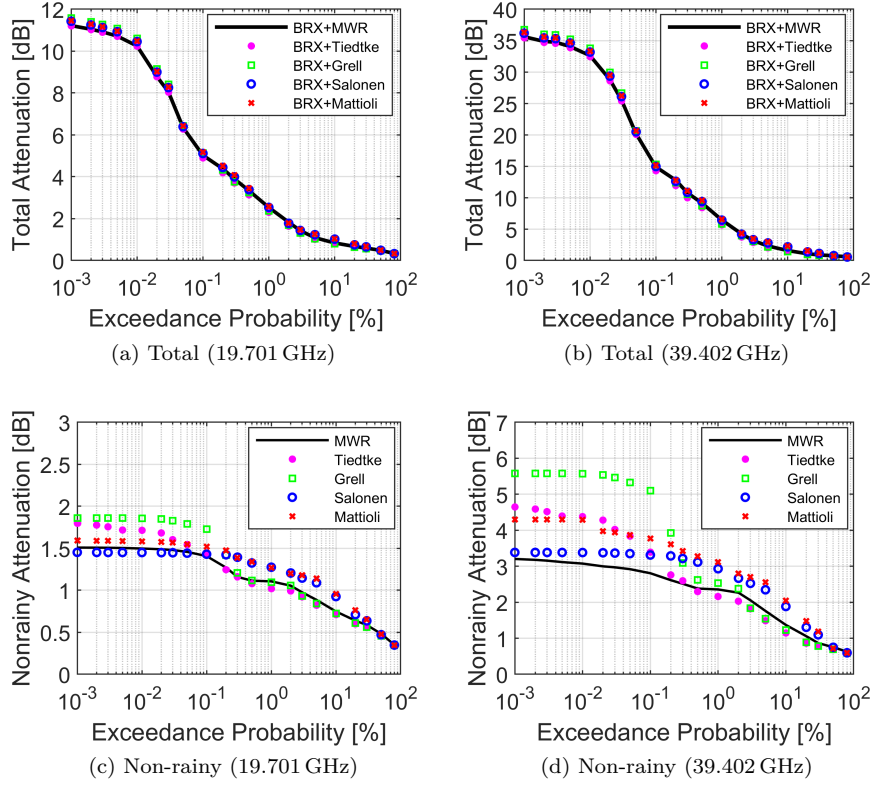 12
10
8
6
4
2
0
Total Attenuation [dB]
BRX+MWR
BRX+Tiedtke
BRX+Grell
BRX+Salonen
BRX+Mattioli
10^-3 10^-2 10^-1 10^0 10^1 10^2
Exceedance Probability [%]
(a) Total (19.701 GHz)
40
35
30
25
20
15
10
5
0
Total Attenuation [dB]
BRX+MWR
BRX+Tiedtke
BRX+Grell
BRX+Salonen
BRX+Mattioli
10^-3 10^-2 10^-1 10^0 10^1 10^2
Exceedance Probability [%]
(b) Total (39.402 GHz)
3
2.5
2
1.5
1
0.5
0
Nonrainy Attenuation [dB]
MWR
Tiedtke
Grell
Salonen
Mattioli
10^-3 10^-2 10^-1 10^0 10^1 10^2
Exceedance Probability [%]
(c) Non-rainy (19.701 GHz)
7
6
5
4
3
2
1
0
Nonrainy Attenuation [dB]
MWR
Tiedtke
Grell
Salonen
Mattioli
10^-3 10^-2 10^-1 10^0 10^1 10^2
Exceedance Probability [%]
(d) Non-rainy (39.402 GHz)